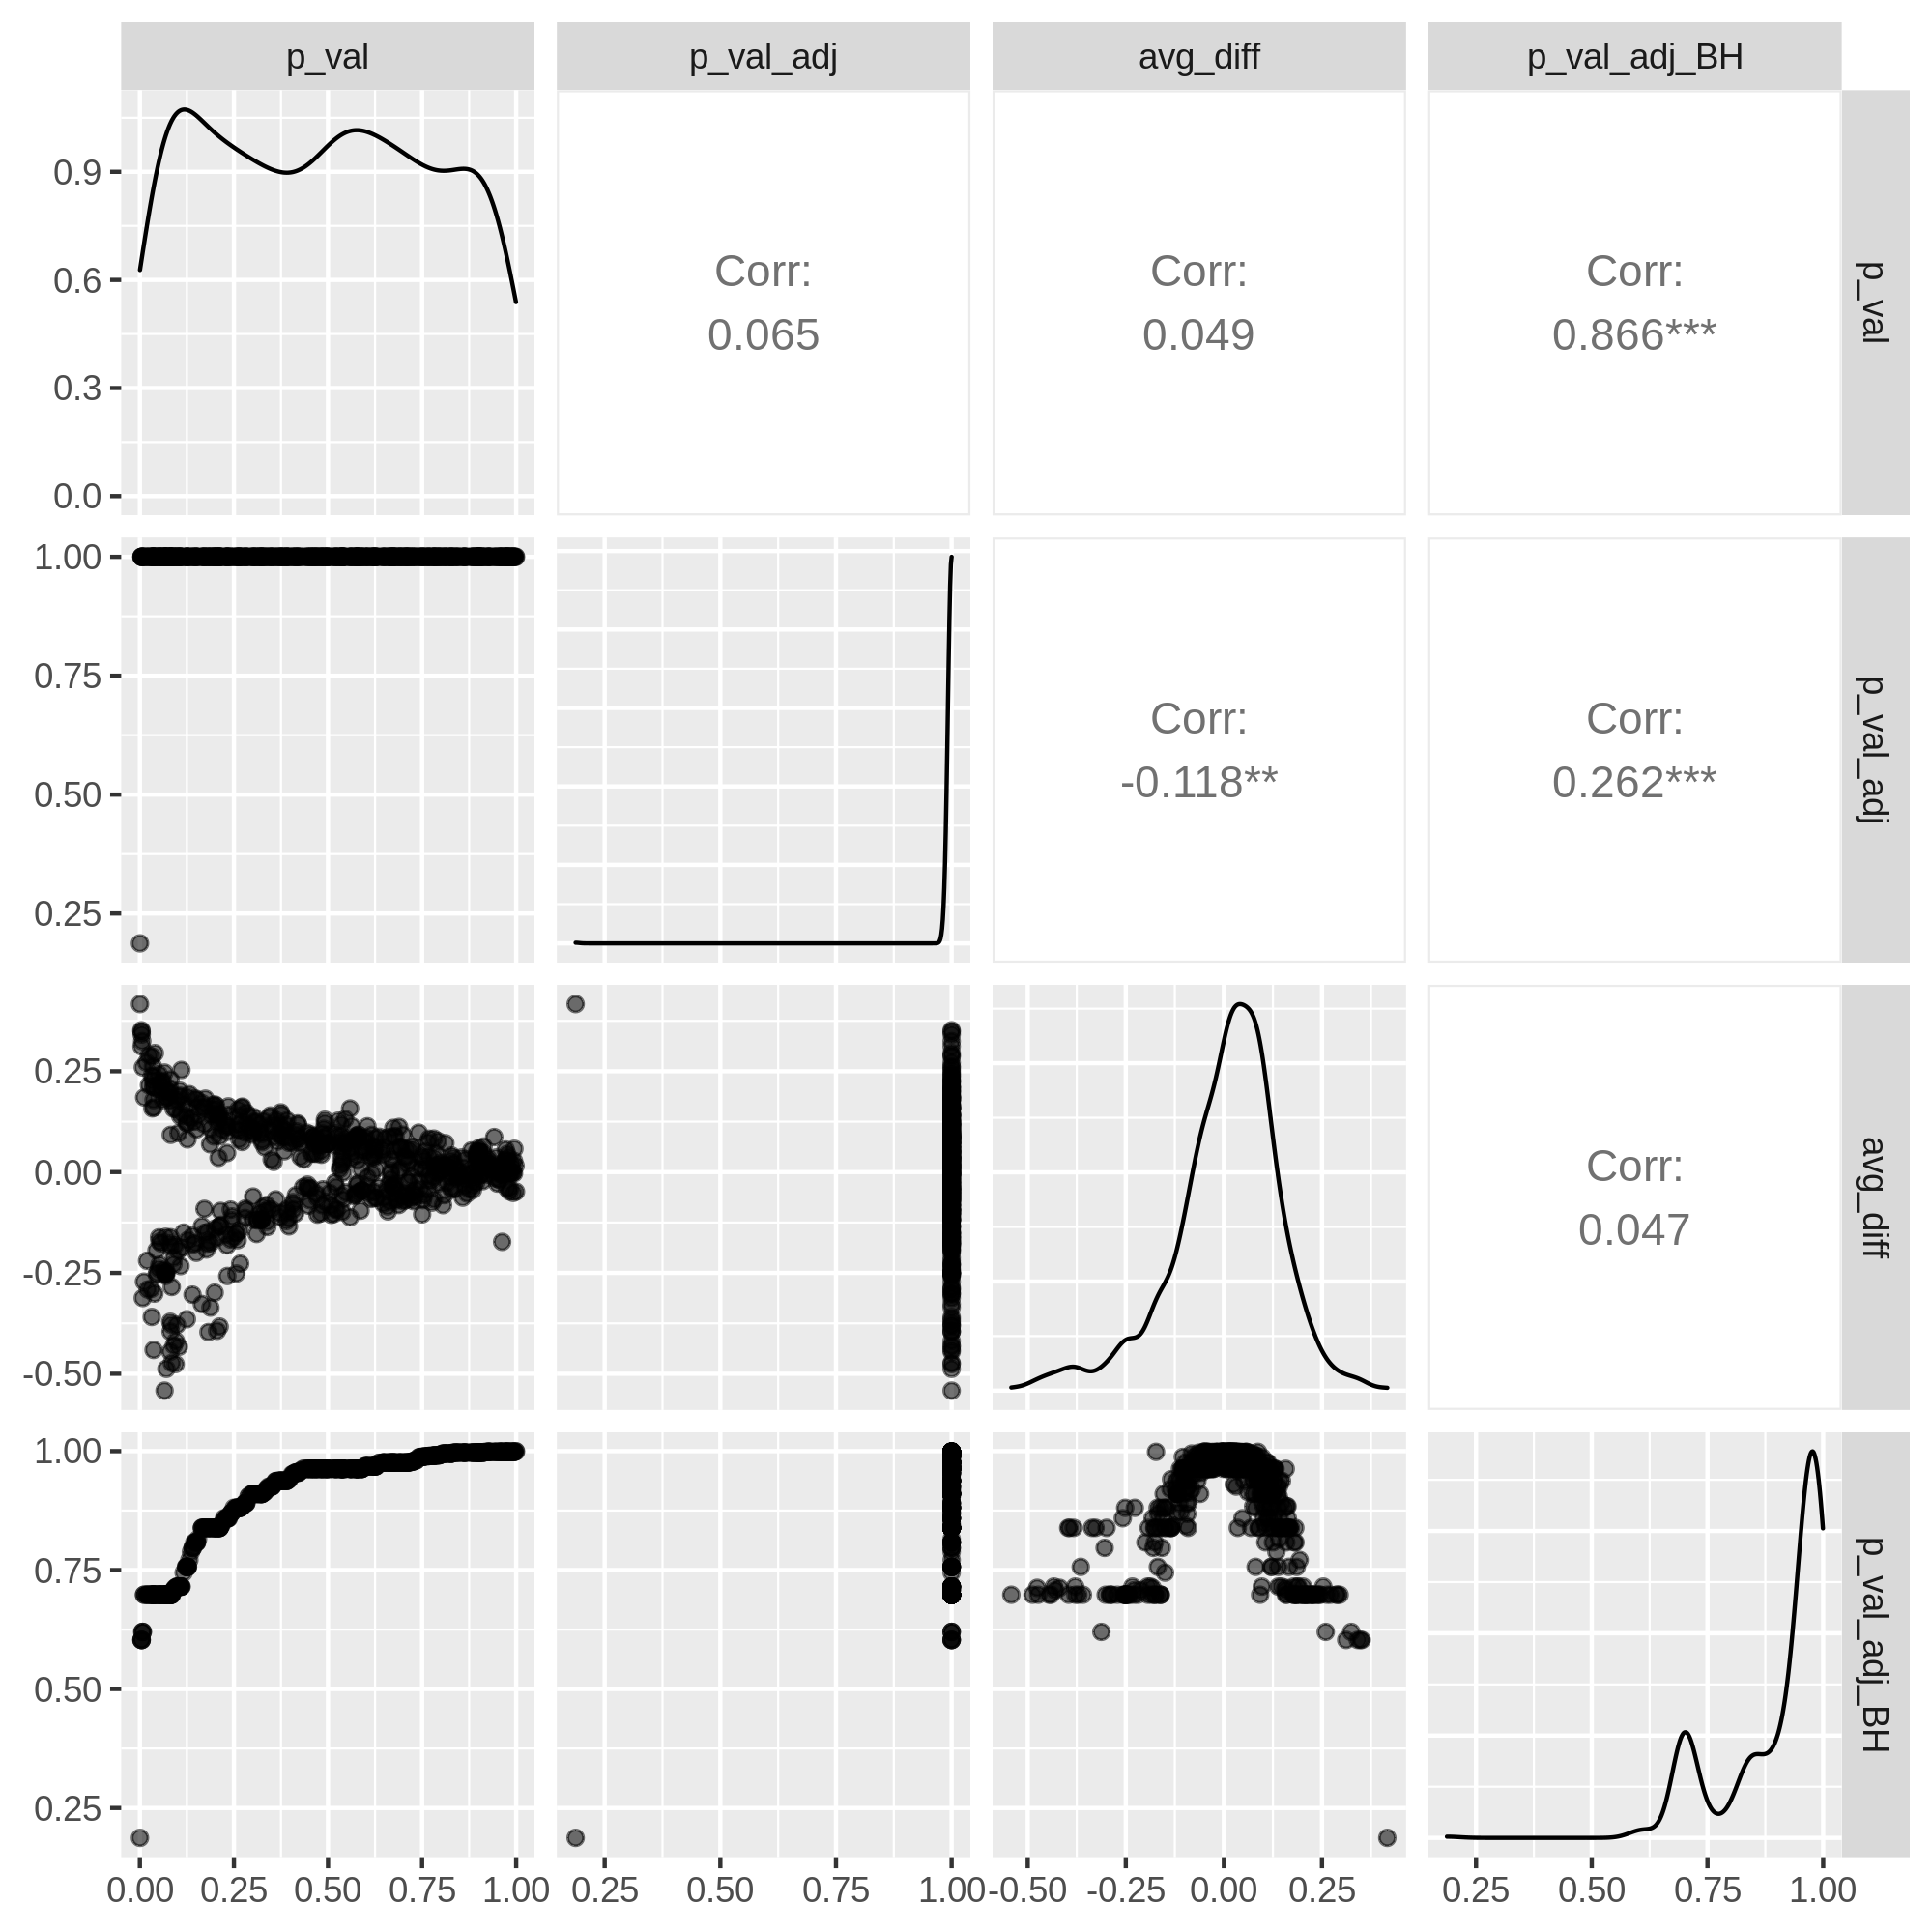 p_val p_val_adj avg_diff p_val_adj_BH
0.9
0.6
0.3
0.0
Corr:
0.065
Corr:
0.049
Corr:
0.866***
p_val
1.00
0.75
0.50
0.25
Corr:
-0.118**
Corr:
0.262***
p_val_adj
0.25
0.00
-0.25
-0.50
Corr:
0.047
avg_diff
1.00
0.75
0.50
0.25
p_val_adj_BH
0.00 0.25 0.50 0.75 1.00 0.25 0.50 0.75 1.00 -0.50 -0.25 0.00 0.25 0.25 0.50 0.75 1.00